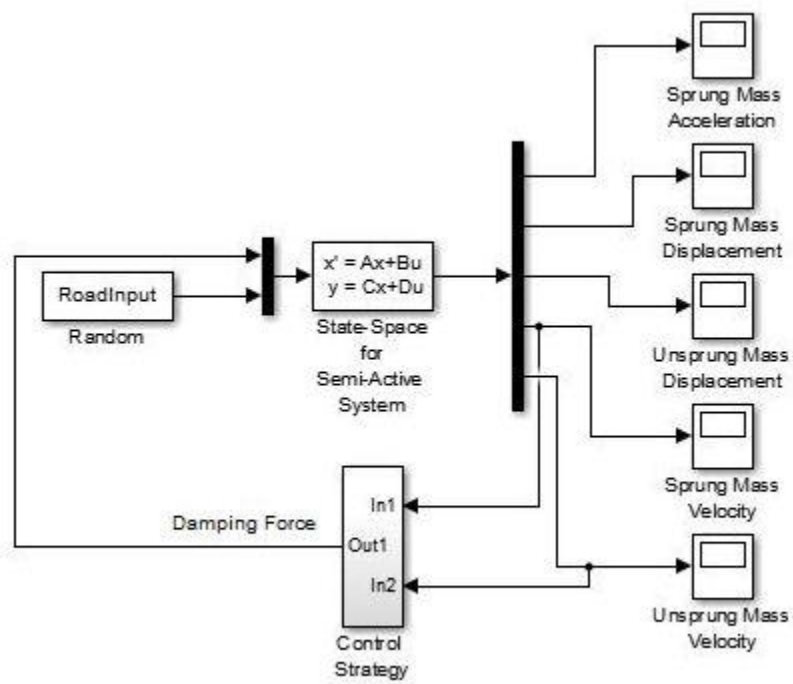 Sprung Mass
Acceleration
Sprung Mass
Displacement
RoadInput
Random
x' = Ax+Bu
y = Cx+Du
State-Space
for
Semi-Active
System
Unsprung Mass
Displacement
Sprung Mass
Velocity
Damping Force
In1
Out1
In2
Control
Strategy
Unsprung Mass
Velocity